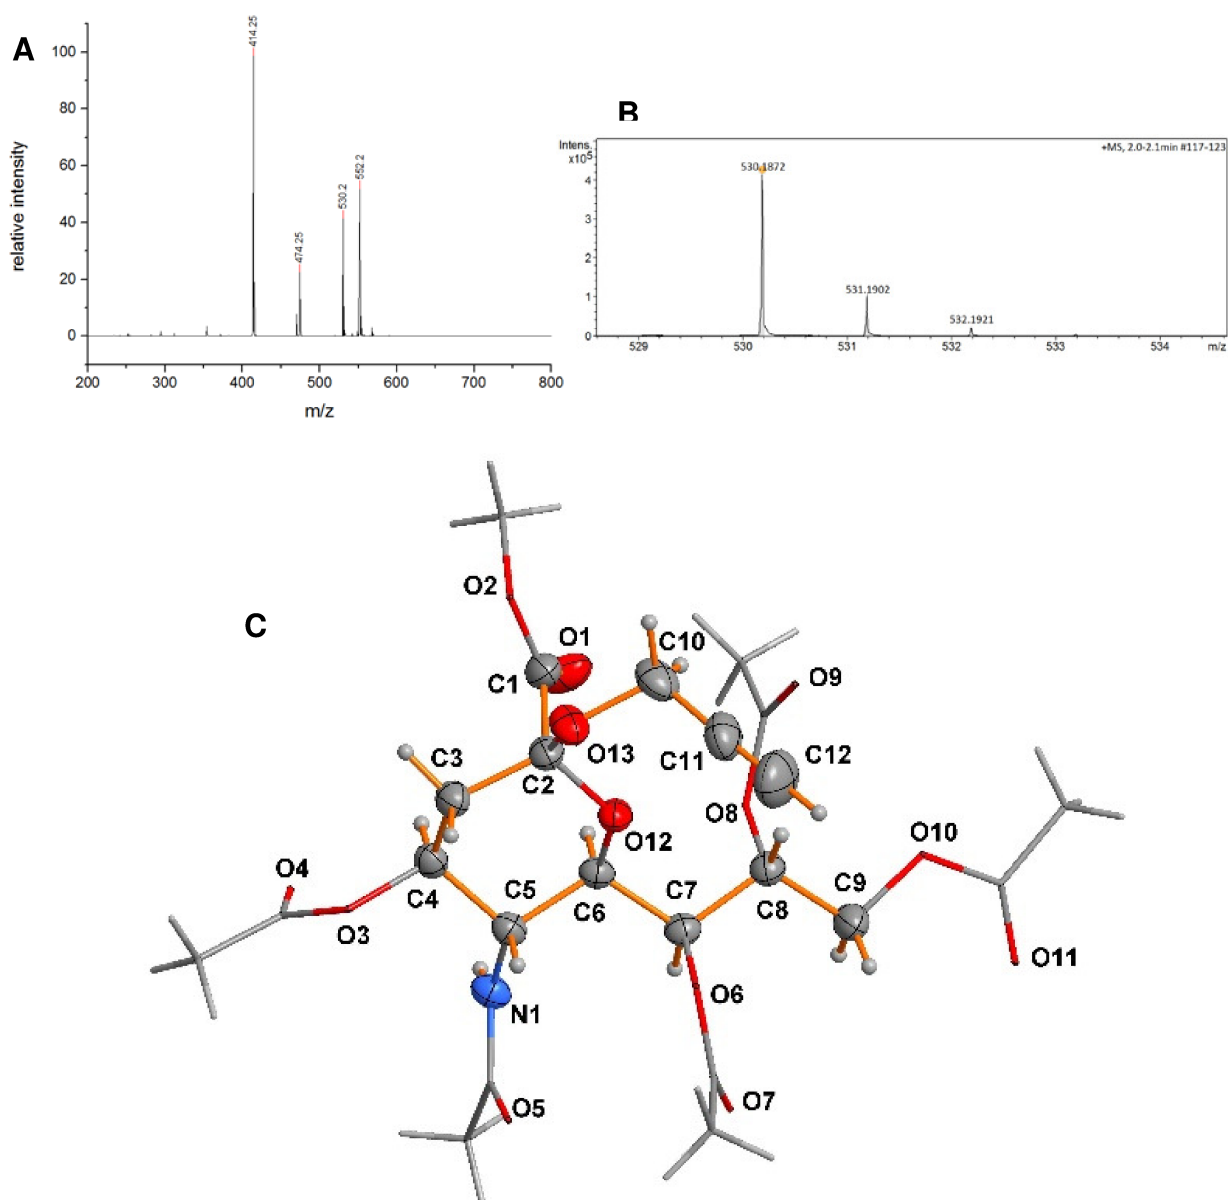 A
relative intensity
100
80
60
40
20
0
414.25
474.25
530.2
552.2
200
300
400
500
600
700
800
m/z
B
Intens.
x10⁵
+MS, 2.0-2.1min #117-123
530.1872
4
3
2
1
0
531.1902
532.1921
529
530
531
532
533
534
m/z
C
O2
O1
C10
C1
O9
O13
C3
C11
C12
C2
O8
O12
O10
O4
C5
C7
C9
C4
C6
C8
O3
O11
O6
N1
O7
O5